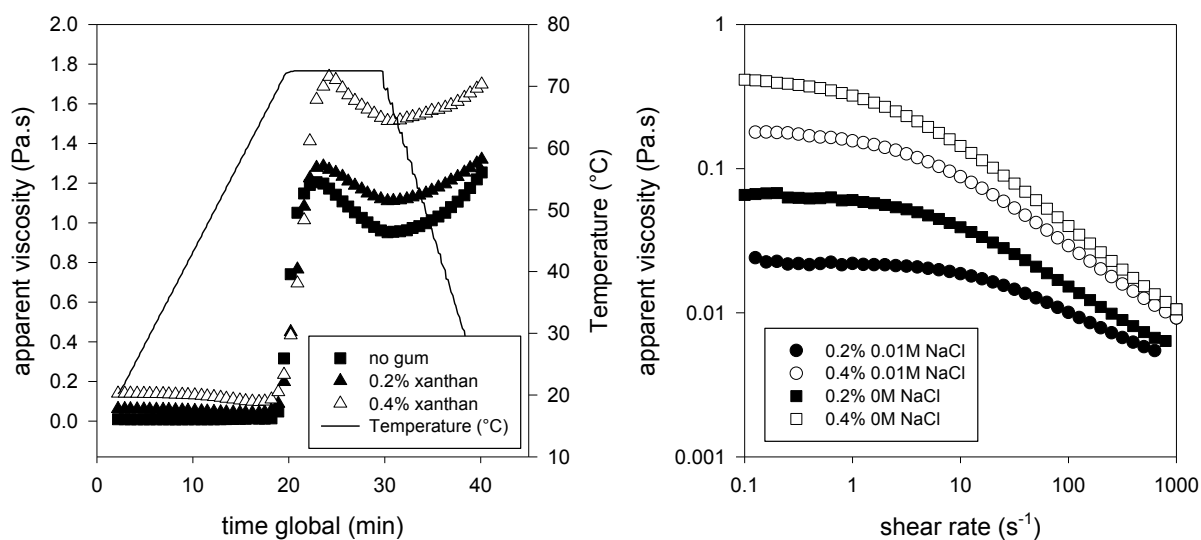 2.0
1.8
1.6
1.4
1.2
1.0
0.8
0.6
0.4
0.2
0.0
apparent viscosity (Pa.s)
80
70
60
50
40
30
20
10
Temperature (°C)
no gum
0.2% xanthan
0.4% xanthan
Temperature (°C)
0 10 20 30 40
time global (min)
1
0.1
0.01
0.001
apparent viscosity (Pa.s)
0.2% 0.01M NaCl
0.4% 0.01M NaCl
0.2% 0M NaCl
0.4% 0M NaCl
0.1 1 10 100 1000
shear rate (s⁻¹)